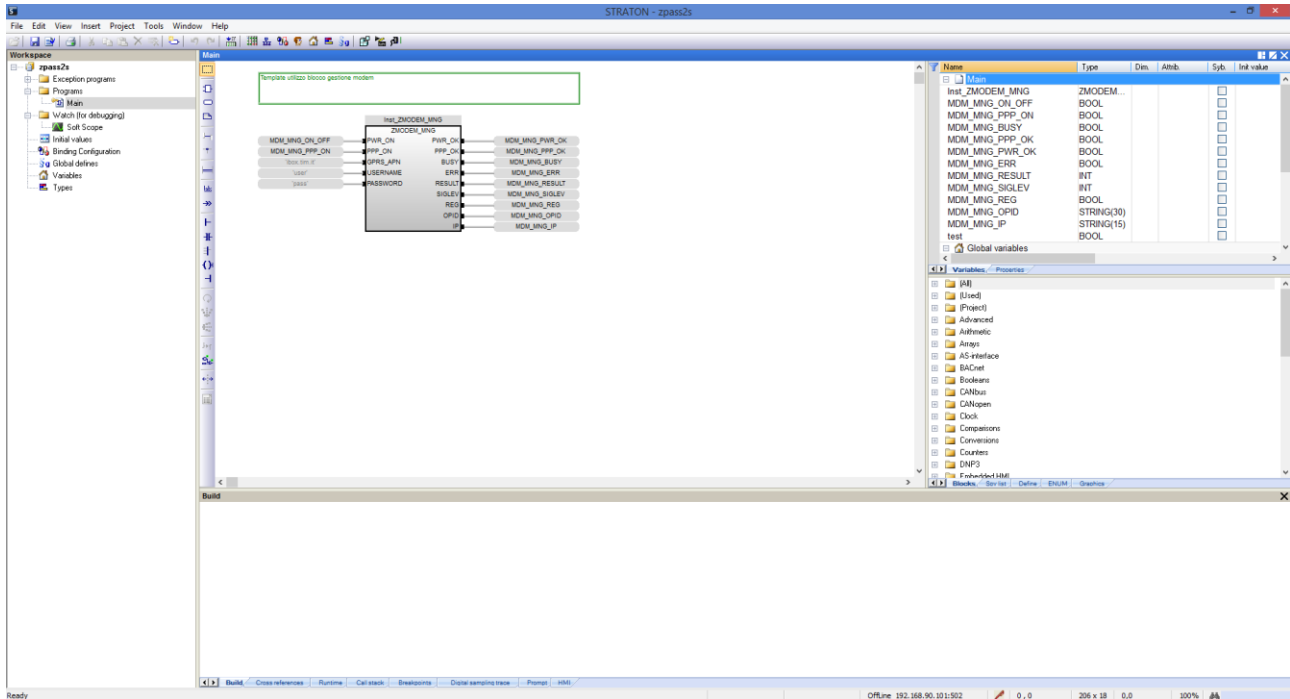 STRATON - zpass2s
File Edit View Insert Project Tools Window Help
Workspace
zpass2s
Exception programs
Programs
Main
Watch (for debugging)
Soft Scope
Initial values
Binding Configuration
Global defines
Variables
Types
Main
Template utilizzo blocco gestione modem
Inst_ZMODEM_MNG
ZMODEM_MNG
MDM_MNG_ON_OFF PWR_ON PWR_OK MDM_MNG_PWR_OK
MDM_MNG_PPP_ON PPP_ON PPP_OK MDM_MNG_PPP_OK
'ibox.tim.it' GPRS_APN BUSY MDM_MNG_BUSY
'user' USERNAME ERR MDM_MNG_ERR
'pass' PASSWORD RESULT MDM_MNG_RESULT
SIGLEV MDM_MNG_SIGLEV
REG MDM_MNG_REG
OPID MDM_MNG_OPID
IP MDM_MNG_IP
Name Type Dim. Attrib. Syb. Init value
Main
Inst_ZMODEM_MNG ZMODEM...
MDM_MNG_ON_OFF BOOL
MDM_MNG_PPP_ON BOOL
MDM_MNG_BUSY BOOL
MDM_MNG_PPP_OK BOOL
MDM_MNG_PWR_OK BOOL
MDM_MNG_ERR BOOL
MDM_MNG_RESULT INT
MDM_MNG_SIGLEV INT
MDM_MNG_REG BOOL
MDM_MNG_OPID STRING(30)
MDM_MNG_IP STRING(15)
test BOOL
Global variables
Variables Properties
(All)
(Used)
(Project)
Advanced
Arithmetic
Arrays
AS-interface
BACnet
Booleans
CANbus
CANopen
Clock
Comparisons
Conversions
Counters
DNP3
Embedded HMI
Blocks Spy list Define ENUM Graphics
Build
Build Cross references Runtime Call stack Breakpoints Digital sampling trace Prompt HMI
Ready Offline 192.168.90.101:502 0 , 0 206 x 18 0,0 100%